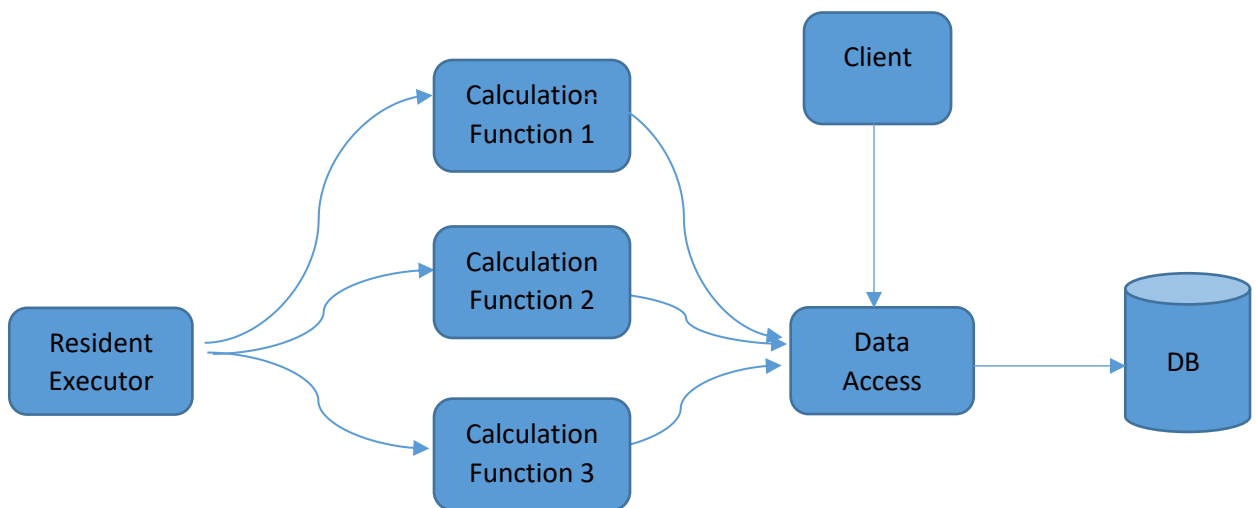 Client
Calculation
Function 1
Calculation
Function 2
Resident
Executor
Data
Access
DB
Calculation
Function 3